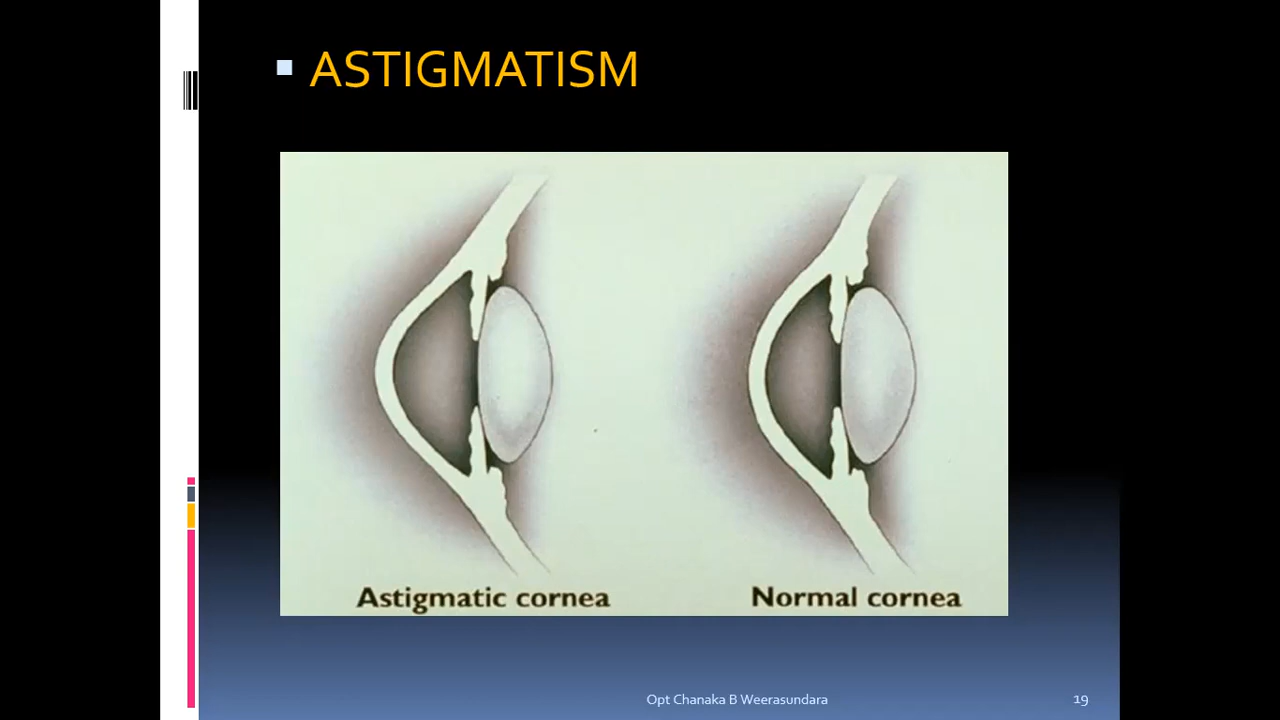 ASTIGMATISM
Astigmatic cornea
Normal cornea
Opt Chanaka B Weerasundara
19